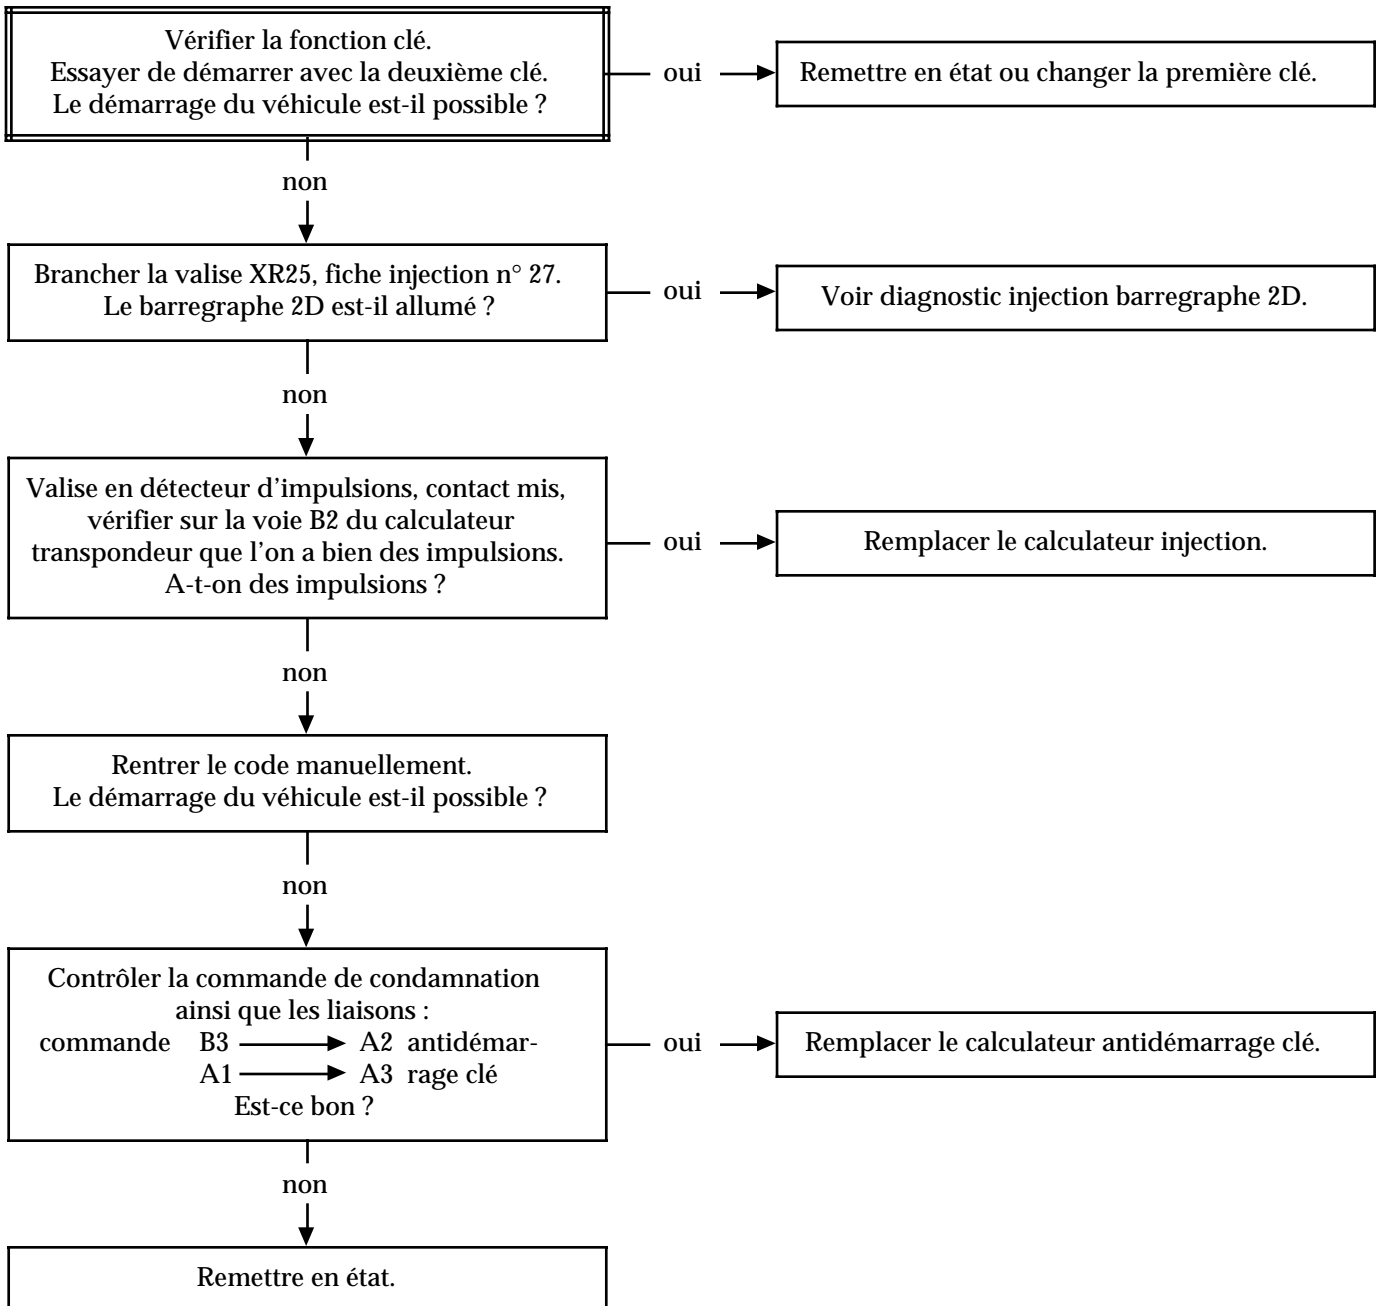 Vérifier la fonction clé.
Essayer de démarrer avec la deuxième clé.
Le démarrage du véhicule est-il possible ?
oui
Remettre en état ou changer la première clé.
non
Brancher la valise XR25, fiche injection n° 27.
Le barregraphe 2D est-il allumé ?
oui
Voir diagnostic injection barregraphe 2D.
non
Valise en détecteur d'impulsions, contact mis,
vérifier sur la voie B2 du calculateur
transpondeur que l'on a bien des impulsions.
A-t-on des impulsions ?
oui
Remplacer le calculateur injection.
non
Rentrer le code manuellement.
Le démarrage du véhicule est-il possible ?
non
Contrôler la commande de condamnation
ainsi que les liaisons :
commande B3 → A2 antidémar-
A1 → A3 rage clé
Est-ce bon ?
oui
Remplacer le calculateur antidémarrage clé.
non
Remettre en état.